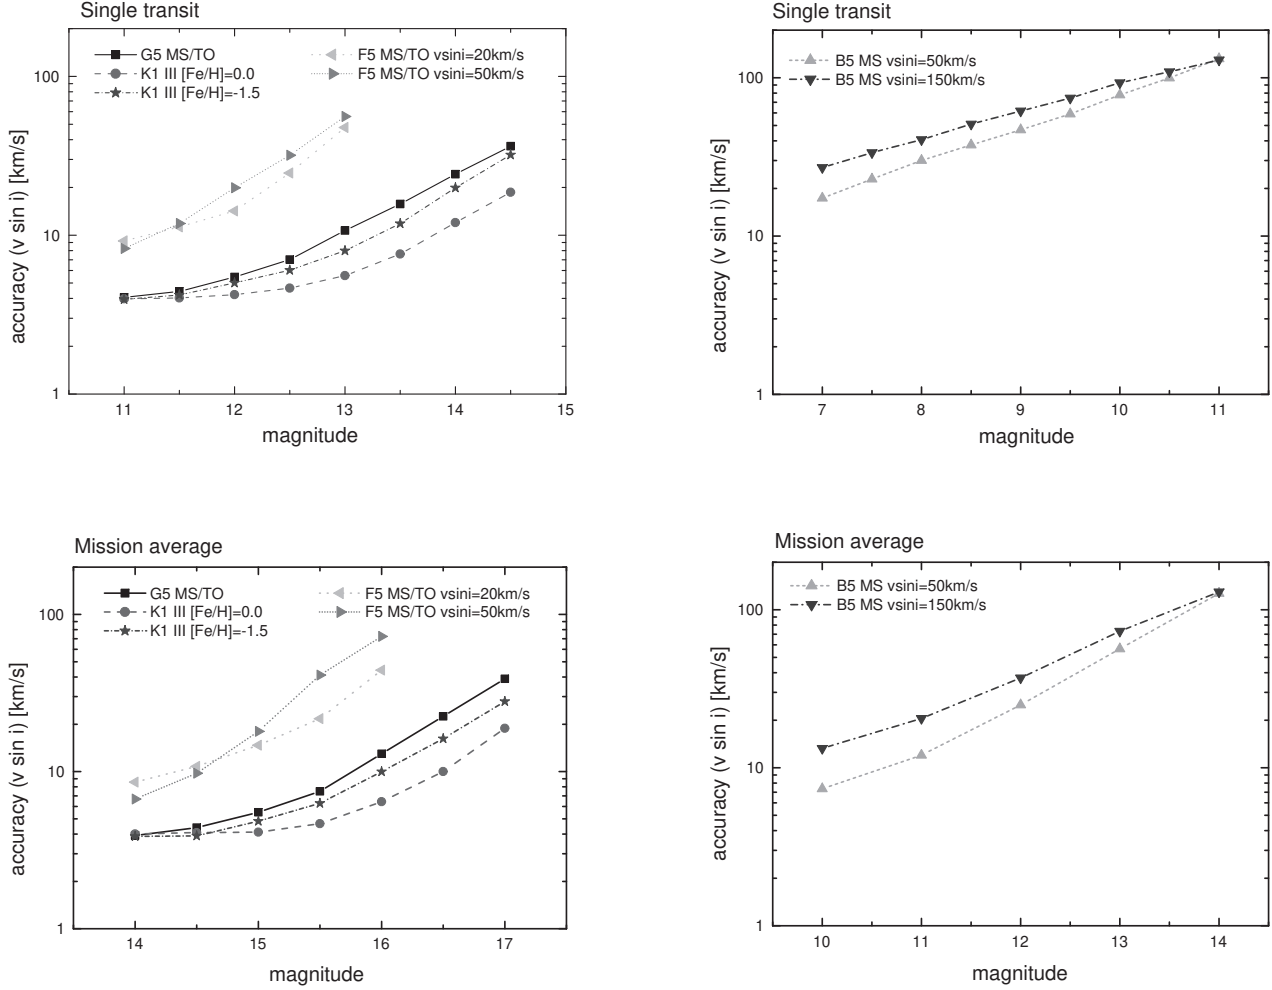 Single transit
G5 MS/TO
K1 III [Fe/H]=0.0
K1 III [Fe/H]=-1.5
F5 MS/TO vsini=20km/s
F5 MS/TO vsini=50km/s
accuracy (v sin i) [km/s]
100
10
1
11 12 13 14 15
magnitude
Single transit
B5 MS vsini=50km/s
B5 MS vsini=150km/s
accuracy (v sin i) [km/s]
100
10
1
7 8 9 10 11
magnitude
Mission average
G5 MS/TO
K1 III [Fe/H]=0.0
K1 III [Fe/H]=-1.5
F5 MS/TO vsini=20km/s
F5 MS/TO vsini=50km/s
accuracy (v sin i) [km/s]
100
10
1
14 15 16 17
magnitude
Mission average
B5 MS vsini=50km/s
B5 MS vsini=150km/s
accuracy (v sin i) [km/s]
100
10
1
10 11 12 13 14
magnitude